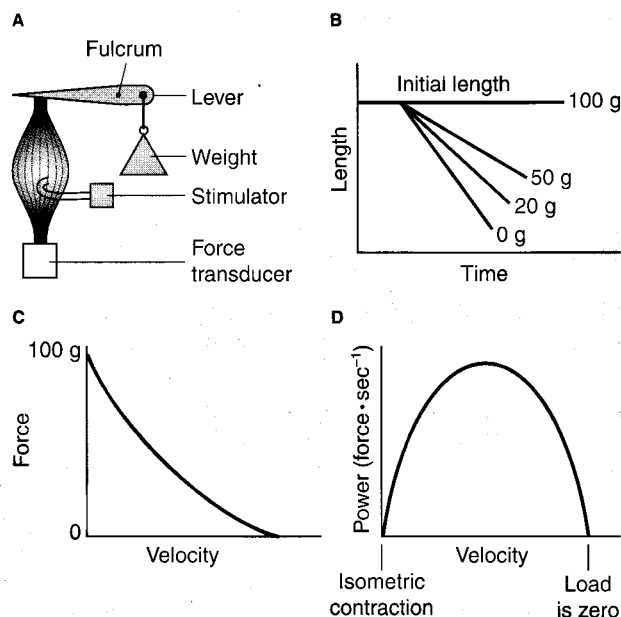 A
Fulcrum
Lever
Weight
Stimulator
Force
transducer
B
Initial length
100 g
50 g
20 g
0 g
Length
Time
C
100 g
Force
0
Velocity
D
Power (force · sec⁻¹)
Velocity
Isometric
contraction
Load
is zero